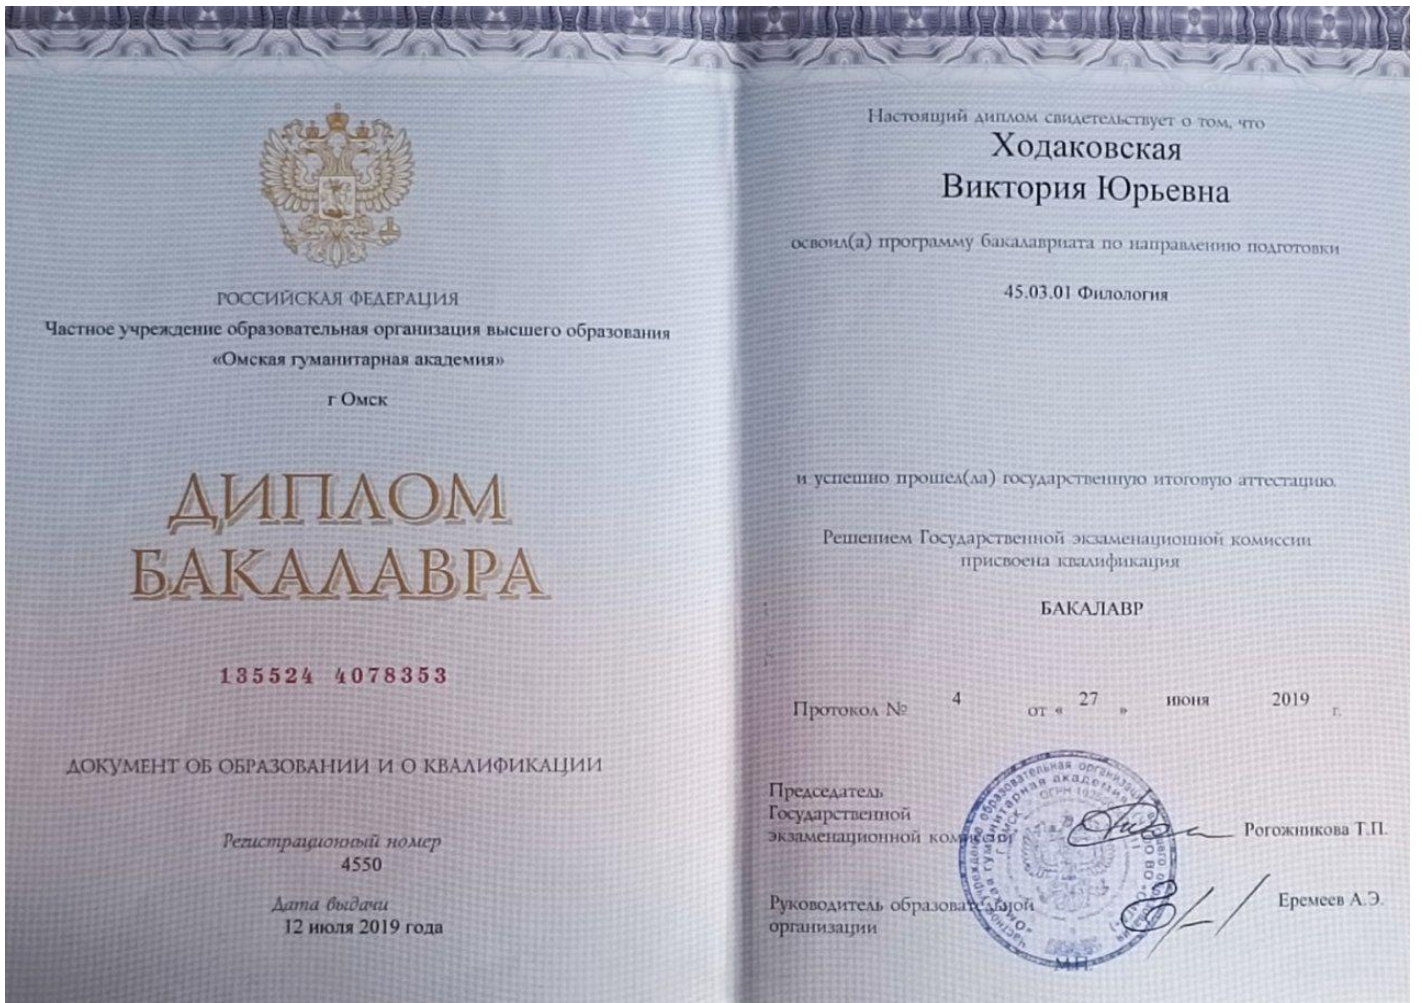 РОССИЙСКАЯ ФЕДЕРАЦИЯ
Частное учреждение образовательная организация высшего образования
«Омская гуманитарная академия»
г Омск
ДИПЛОМ
БАКАЛАВРА
135524 4078353
ДОКУМЕНТ ОБ ОБРАЗОВАНИИ И О КВАЛИФИКАЦИИ
Регистрационный номер
4550
Дата выдачи
12 июля 2019 года
Настоящий диплом свидетельствует о том, что
Ходаковская
Виктория Юрьевна
освоил(а) программу бакалавриата по направлению подготовки
45.03.01 Филология
и успешно прошел(ла) государственную итоговую аттестацию.
Решением Государственной экзаменационной комиссии
присвоена квалификация
БАКАЛАВР
Протокол № 4 от « 27 » июня 2019 г.
Председатель
Государственной
экзаменационной комиссии
Рогожникова Т.П.
Руководитель образовательной
организации
Еремеев А.Э.
М.П.